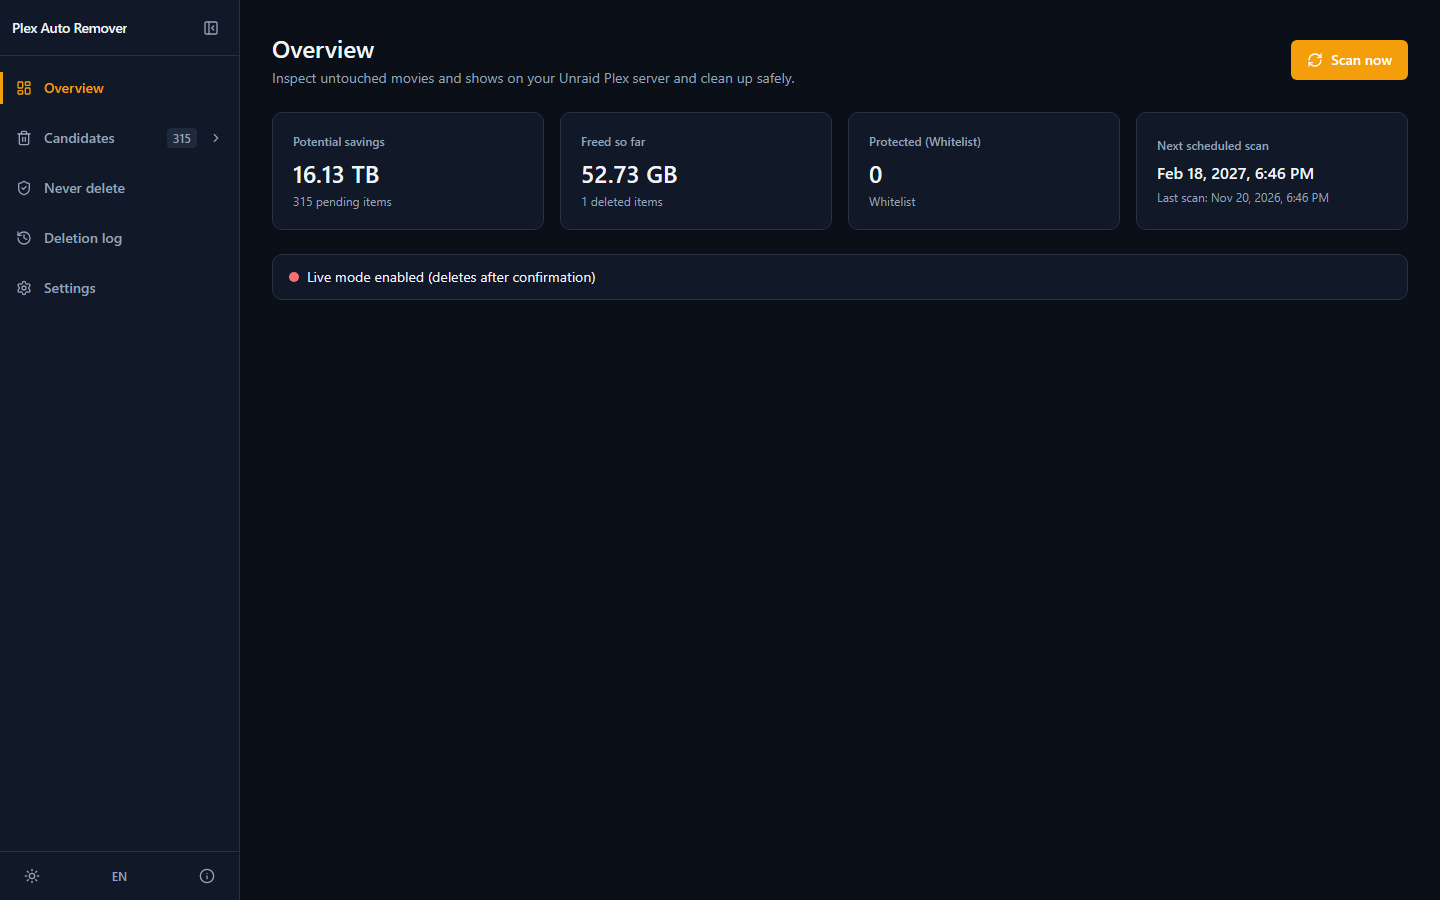 Plex Auto Remover
Overview
Candidates 315
Never delete
Deletion log
Settings
EN
Overview
Inspect untouched movies and shows on your Unraid Plex server and clean up safely.
Scan now
Potential savings
16.13 TB
315 pending items
Freed so far
52.73 GB
1 deleted items
Protected (Whitelist)
0
Whitelist
Next scheduled scan
Feb 18, 2027, 6:46 PM
Last scan: Nov 20, 2026, 6:46 PM
Live mode enabled (deletes after confirmation)